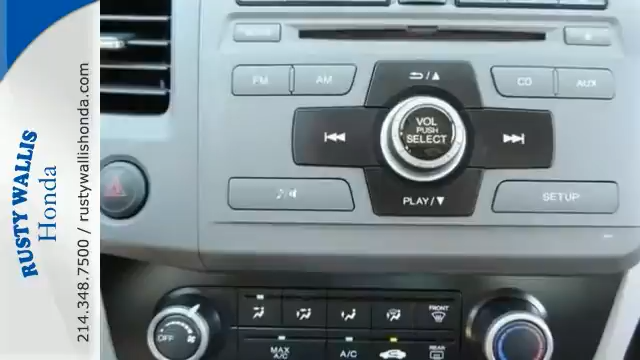 RUSTY WALLIS
Honda
214.348.7500 / rustywallishonda.com
FM
AM
CD
AUX
VOL
PUSH
SELECT
PLAY/
SETUP
OFF
FRONT
MAX
A/C
A/C
REAR